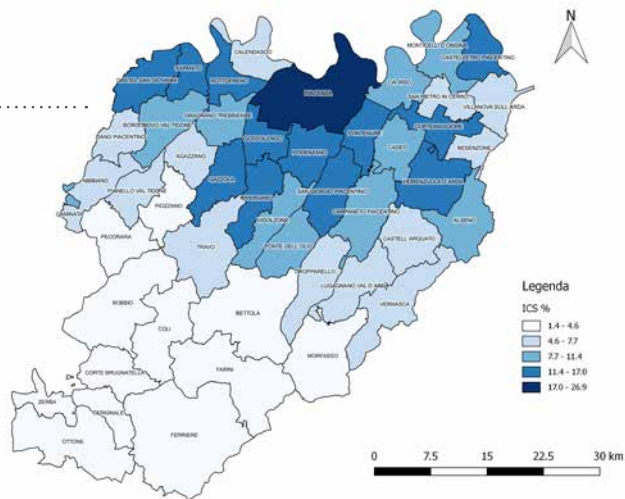 N
CALENDASCO
MONTICELLI D'ONGINA
CASTELVETRO PIACENTINO
SARMATO
ROTTOFRENO
CASTEL SAN GIOVANNI
PIACENZA
CAORSO
SAN PIETRO IN CERRO
VILLANOVA SULL'ARDA
BORGONOVO VAL TIDONE
GRAGNANO TREBBIENSE
ZIANO PIACENTINO
GOSSOLENGO
PONTENURE
CORTEMAGGIORE
PODENZANO
AGAZZANO
CADEO
BESENZONE
NIBBIANO
GAZZOLA
FIORENZUOLA D'ARDA
PIANELLO VAL TIDONE
RIVERGARO
SAN GIORGIO PIACENTINO
CAMINATA
PIOZZANO
VIGOLZONE
CARPANETO PIACENTINO
ALSENO
PECORARA
TRAVO
PONTE DELL'OLIO
CASTELL'ARQUATO
GROPPARELLO
LUGAGNANO VAL D'ARDA
BOBBIO
VERNASCA
BETTOLA
COLI
MORFASSO
CORTE BRUGNATELLA
FARINI
ZERBA
CERIGNALE
OTTONE
FERRIERE
Legenda
ICS %
1.4 - 4.6
4.6 - 7.7
7.7 - 11.4
11.4 - 17.0
17.0 - 26.9
0 7.5 15 22.5 30 km